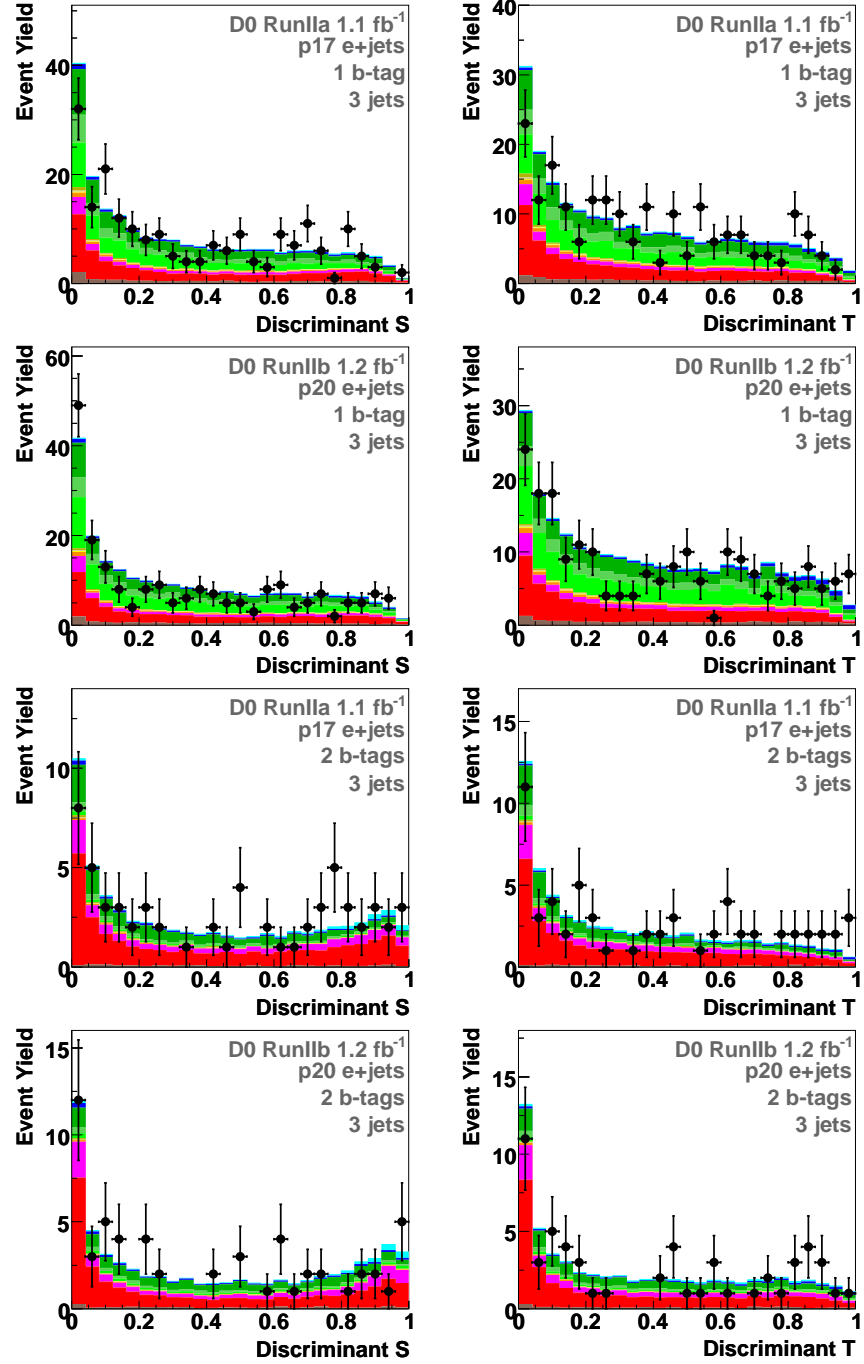 Event Yield
D0 RunIIa 1.1 fb-1
p17 e+jets
1 b-tag
3 jets
40
20
0
0 0.2 0.4 0.6 0.8 1
Discriminant S
Event Yield
D0 RunIIa 1.1 fb-1
p17 e+jets
1 b-tag
3 jets
40
30
20
10
0
0 0.2 0.4 0.6 0.8 1
Discriminant T
Event Yield
D0 RunIIb 1.2 fb-1
p20 e+jets
1 b-tag
3 jets
60
40
20
0
0 0.2 0.4 0.6 0.8 1
Discriminant S
Event Yield
D0 RunIIb 1.2 fb-1
p20 e+jets
1 b-tag
3 jets
30
20
10
0
0 0.2 0.4 0.6 0.8 1
Discriminant T
Event Yield
D0 RunIIa 1.1 fb-1
p17 e+jets
2 b-tags
3 jets
10
5
0
0 0.2 0.4 0.6 0.8 1
Discriminant S
Event Yield
D0 RunIIa 1.1 fb-1
p17 e+jets
2 b-tags
3 jets
15
10
5
0
0 0.2 0.4 0.6 0.8 1
Discriminant T
Event Yield
D0 RunIIb 1.2 fb-1
p20 e+jets
2 b-tags
3 jets
15
10
5
0
0 0.2 0.4 0.6 0.8 1
Discriminant S
Event Yield
D0 RunIIb 1.2 fb-1
p20 e+jets
2 b-tags
3 jets
15
10
5
0
0 0.2 0.4 0.6 0.8 1
Discriminant T